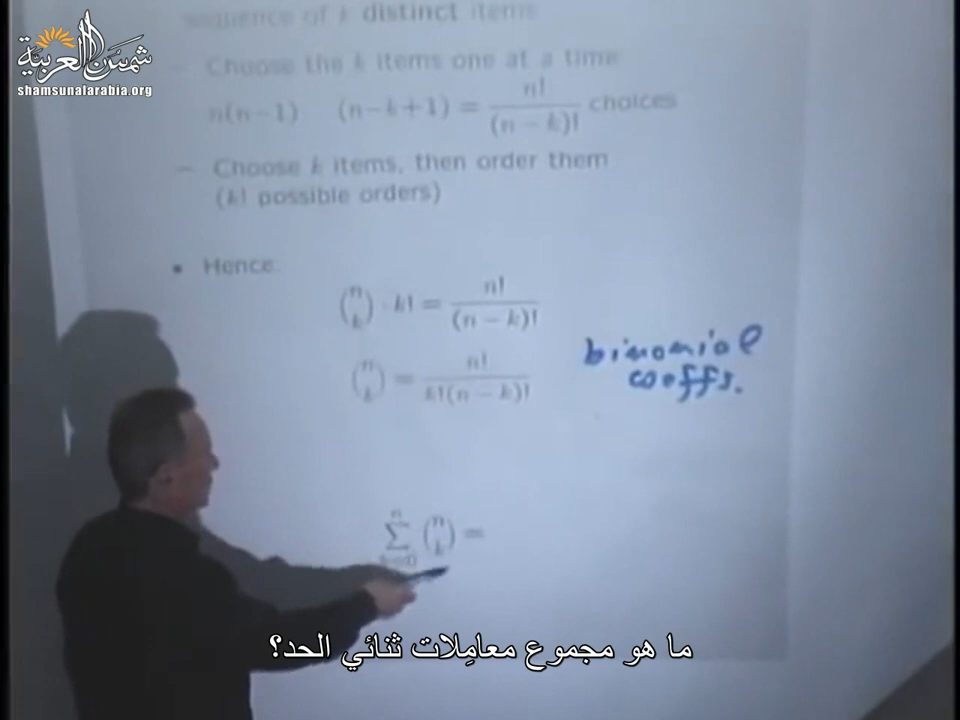 شمس العربية
shamsunalarabia.org
sequence of k distinct items
– Choose the k items one at a time
n(n−1) (n−k+1) = n!/(n−k)! choices
– Choose k items, then order them
(k! possible orders)
• Hence:
(n k) · k! = n!/(n−k)!
(n k) = n!/k!(n−k)!
binomial
coeffs.
n∑k=0 (n k) =
ما هو مجموع معامِلات ثنائي الحد؟